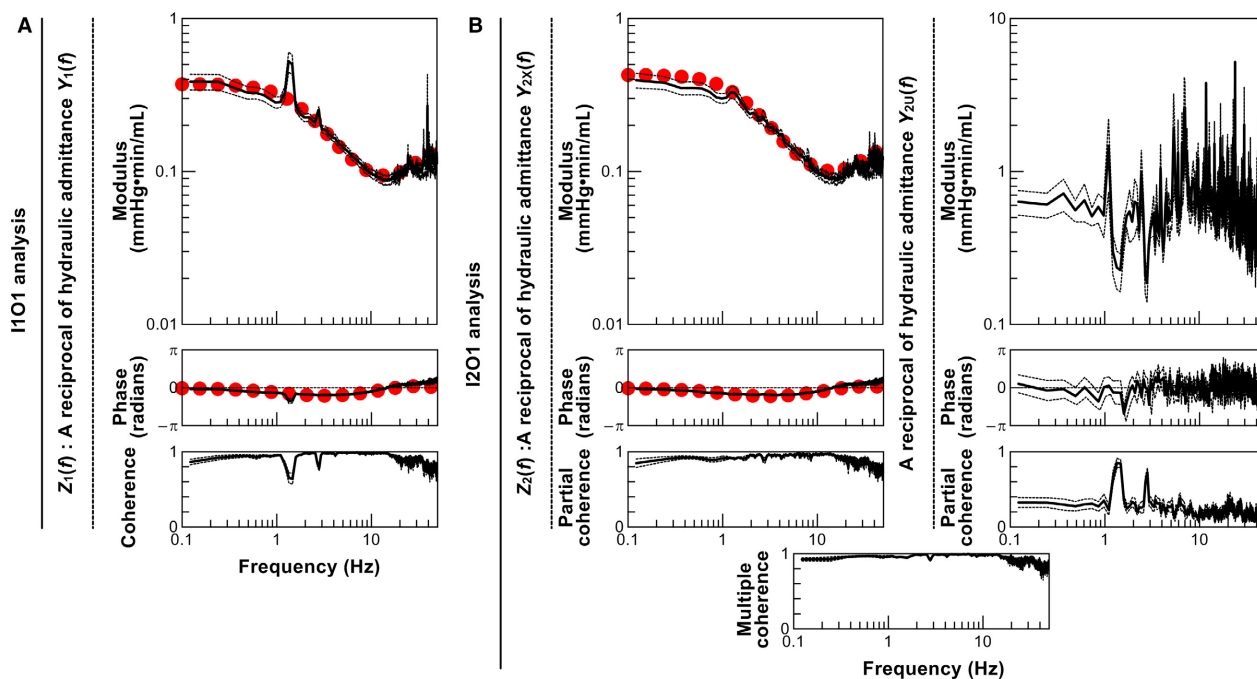 A
I1O1 analysis
Z1(f) : A reciprocal of hydraulic admittance Y1(f)
Modulus
(mmHg•min/mL)
1
0.1
0.01
Phase
(radians)
π
0
−π
Coherence
1
0
0.1
1
10
Frequency (Hz)
B
I2O1 analysis
Z2(f) :A reciprocal of hydraulic admittance Y2X(f)
Modulus
(mmHg•min/mL)
1
0.1
0.01
Phase
(radians)
π
0
−π
Partial
coherence
1
0
0.1
1
10
A reciprocal of hydraulic admittance Y2U(f)
Modulus
(mmHg•min/mL)
10
1
0.1
Phase
(radians)
π
0
−π
Partial
coherence
1
0
0.1
1
10
Multiple
coherence
1
0
0.1
1
10
Frequency (Hz)